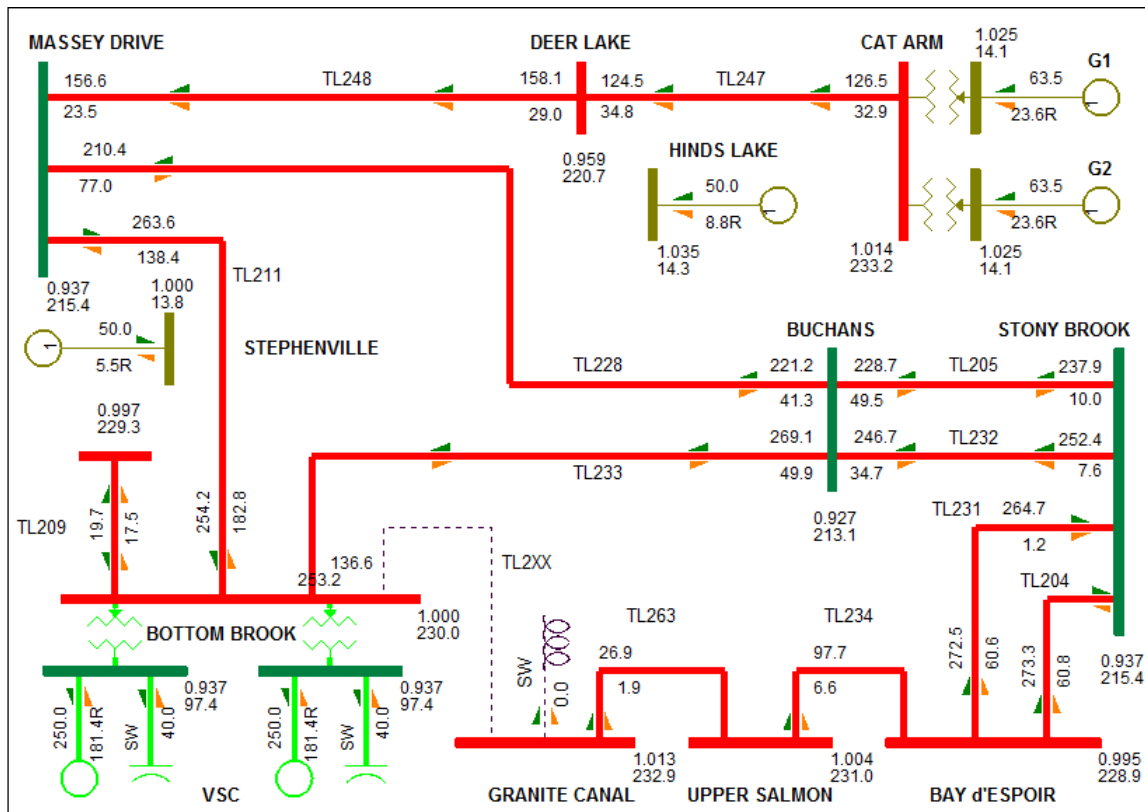 MASSEY DRIVE
DEER LAKE
CAT ARM
1.025
14.1
G1
156.6
TL248
158.1
124.5
TL247
126.5
63.5
23.5
29.0
34.8
32.9
23.6R
1
210.4
77.0
0.959
220.7
HINDS LAKE
50.0
8.8R
1
1.035
14.3
G2
63.5
23.6R
1
1.014
233.2
1.025
14.1
263.6
138.4
TL211
0.937
215.4
1.000
13.8
50.0
5.5R
1
STEPHENVILLE
BUCHANS
STONY BROOK
TL228
221.2
228.7
TL205
237.9
41.3
49.5
10.0
0.997
229.3
269.1
246.7
TL232
252.4
TL233
49.9
34.7
7.6
TL209
19.7
17.5
254.2
182.8
0.927
213.1
TL231
264.7
1.2
TL204
136.6
253.2
TL2XX
1.000
230.0
BOTTOM BROOK
TL263
TL234
272.5
60.6
273.3
60.8
0.937
215.4
0.937
97.4
0.937
97.4
SW
0.0
26.9
1.9
97.7
6.6
250.0
181.4R
SW
40.0
250.0
181.4R
SW
40.0
1.013
232.9
1.004
231.0
0.995
228.9
VSC
GRANITE CANAL
UPPER SALMON
BAY d'ESPOIR